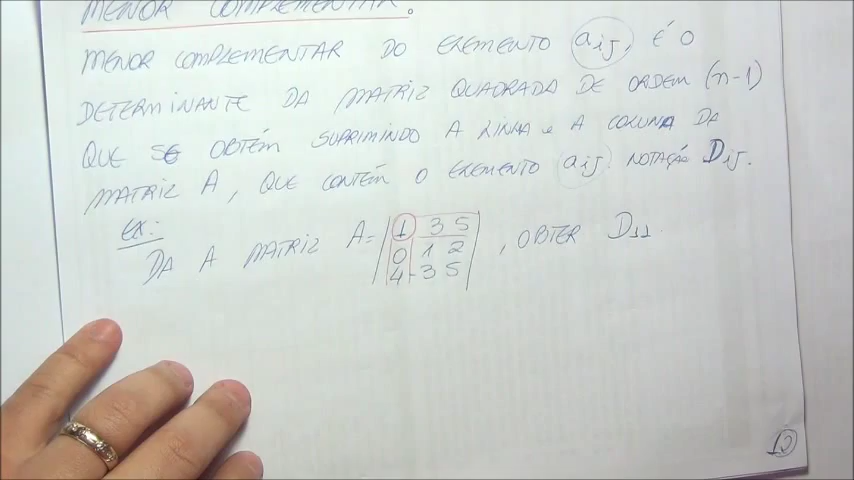 MENOR COMPLEMENTAR.
MENOR COMPLEMENTAR DO ELEMENTO aij, É O
DETERMINANTE DA MATRIZ QUADRADA DE ORDEM (n-1)
QUE SE OBTÉM SUPRIMINDO A LINHA e A COLUNA DA
MATRIZ A, QUE CONTÉM O ELEMENTO aij. NOTAÇÃO Dij.
EX:
DA A MATRIZ A= |1 3 5| , OBTER D11.
|0 1 2|
|4 -3 5|
12